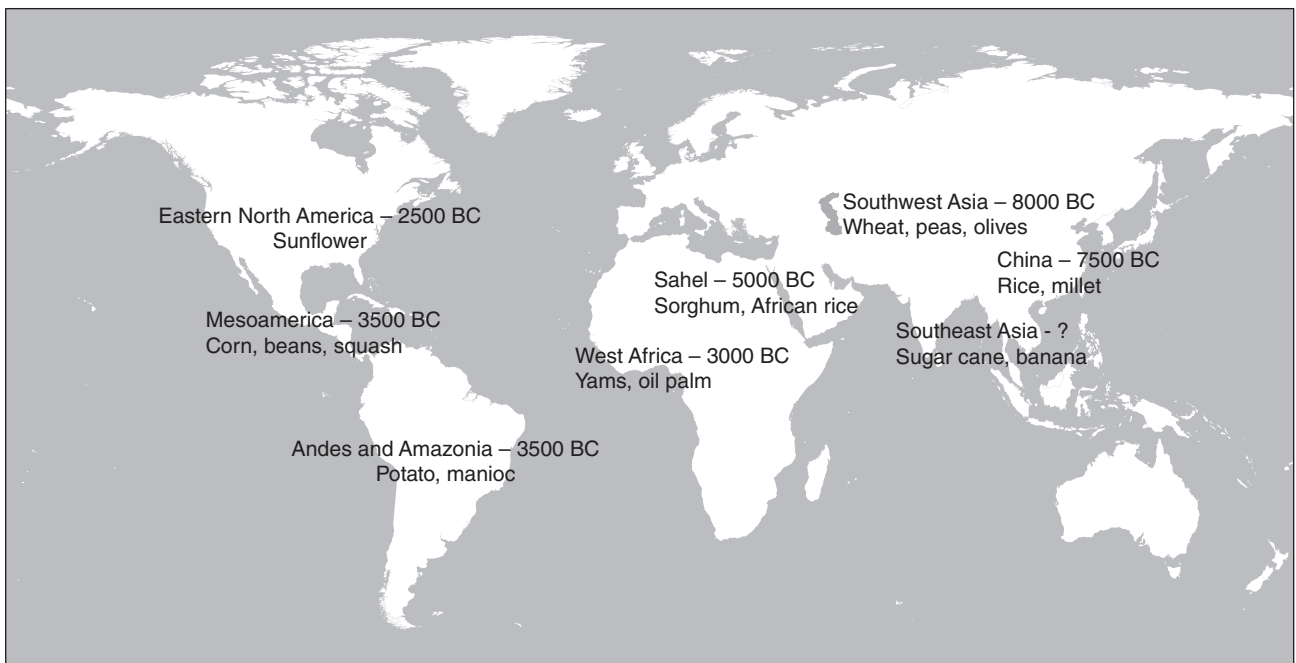 Eastern North America – 2500 BC
Sunflower
Mesoamerica – 3500 BC
Corn, beans, squash
Andes and Amazonia – 3500 BC
Potato, manioc
Sahel – 5000 BC
Sorghum, African rice
West Africa – 3000 BC
Yams, oil palm
Southwest Asia – 8000 BC
Wheat, peas, olives
China – 7500 BC
Rice, millet
Southeast Asia - ?
Sugar cane, banana